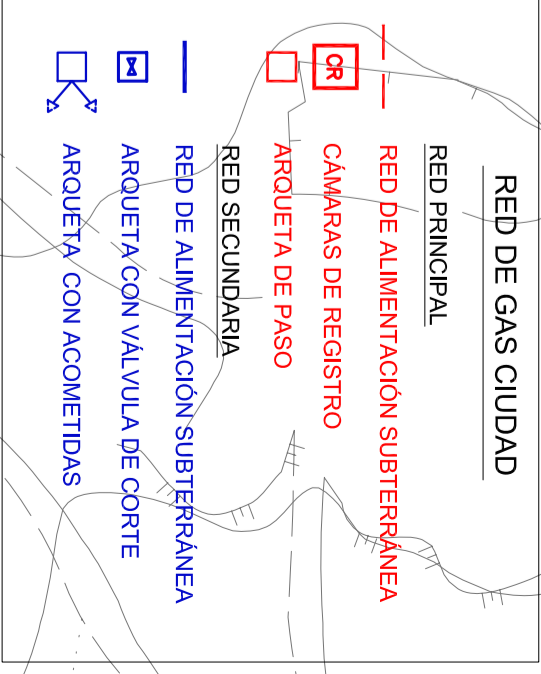 RED DE GAS CIUDAD
RED PRINCIPAL
RED DE ALIMENTACIÓN SUBTERRÁNEA
CR CÁMARAS DE REGISTRO
ARQUETA DE PASO
RED SECUNDARIA
RED DE ALIMENTACIÓN SUBTERRÁNEA
ARQUETA CON VÁLVULA DE CORTE
ARQUETA CON ACOMETIDAS